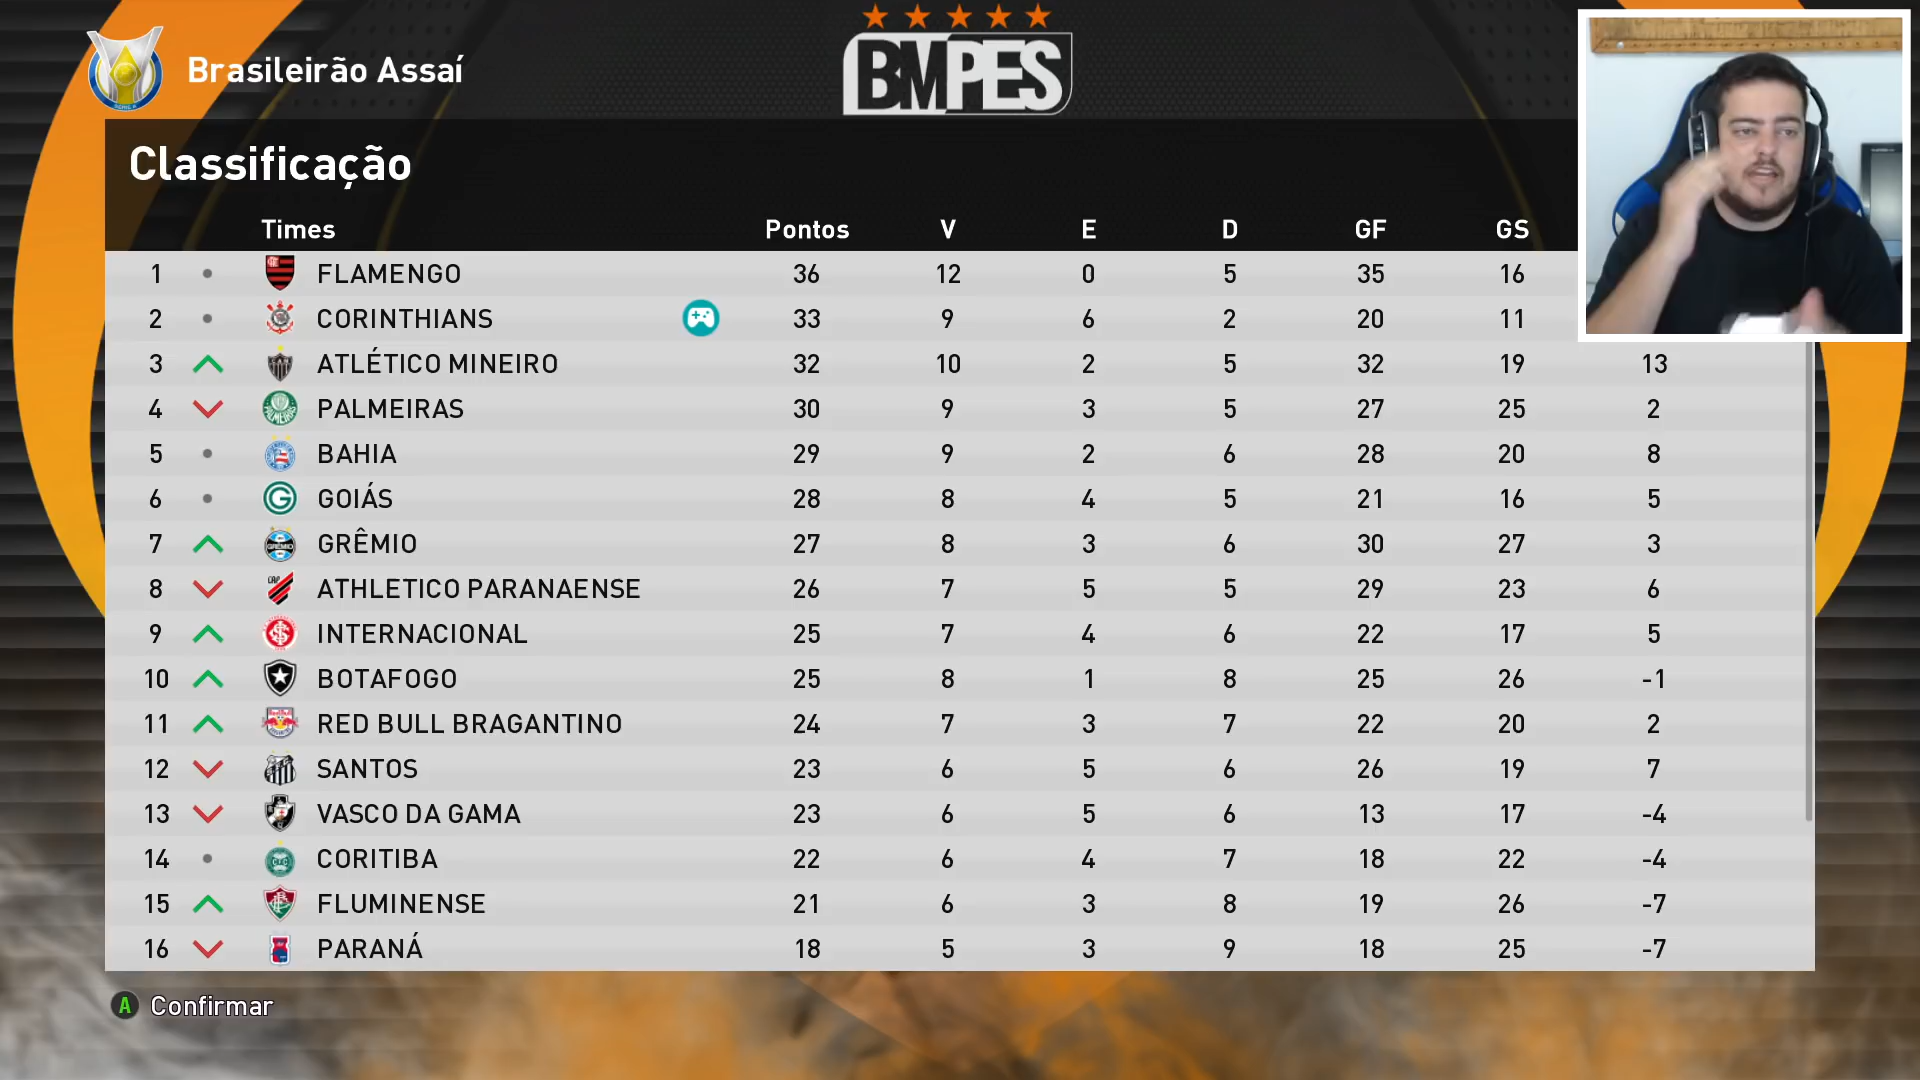 Brasileirão Assaí
BMPES
Classificação
Times Pontos V E D GF GS
1 FLAMENGO 36 12 0 5 35 16
2 CORINTHIANS 33 9 6 2 20 11
3 ATLÉTICO MINEIRO 32 10 2 5 32 19 13
4 PALMEIRAS 30 9 3 5 27 25 2
5 BAHIA 29 9 2 6 28 20 8
6 GOIÁS 28 8 4 5 21 16 5
7 GRÊMIO 27 8 3 6 30 27 3
8 ATHLETICO PARANAENSE 26 7 5 5 29 23 6
9 INTERNACIONAL 25 7 4 6 22 17 5
10 BOTAFOGO 25 8 1 8 25 26 -1
11 RED BULL BRAGANTINO 24 7 3 7 22 20 2
12 SANTOS 23 6 5 6 26 19 7
13 VASCO DA GAMA 23 6 5 6 13 17 -4
14 CORITIBA 22 6 4 7 18 22 -4
15 FLUMINENSE 21 6 3 8 19 26 -7
16 PARANÁ 18 5 3 9 18 25 -7
A Confirmar